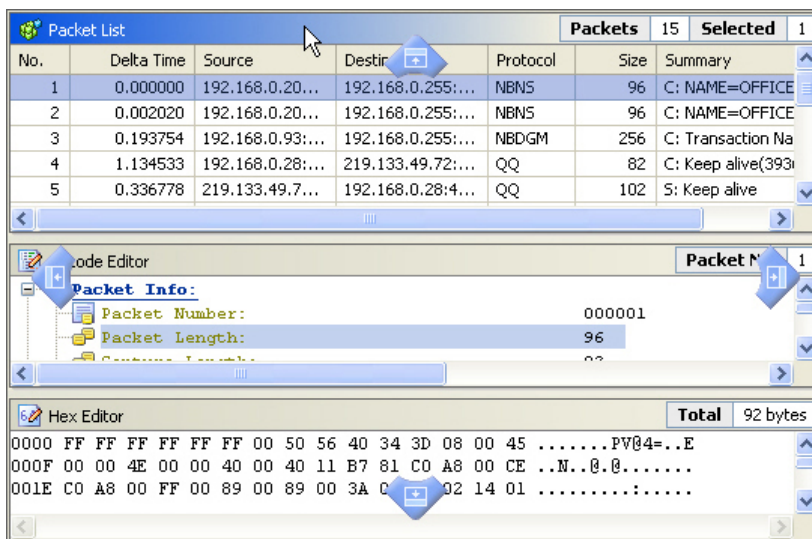 Packet List Packets 15 Selected 1
No. Delta Time Source Protocol Size Summary
1 0.000000 192.168.0.20... 192.168.0.255:... NBNS 96 C: NAME=OFFICE
2 0.002020 192.168.0.20... 192.168.0.255:... NBNS 96 C: NAME=OFFICE
3 0.193754 192.168.0.93:... 192.168.0.255:... NBDGM 256 C: Transaction Na
4 1.134533 192.168.0.28:... 219.133.49.72:... QQ 82 C: Keep alive(393
5 0.336778 219.133.49.7... 192.168.0.28:4... QQ 102 S: Keep alive
Editor Packet 1
Packet Info:
Packet Number: 000001
Packet Length: 96
Hex Editor Total 92 bytes
0000 FF FF FF FF FF FF 00 50 56 40 34 3D 08 00 45 .......PV@4=..E
000F 00 00 4E 00 00 40 00 40 11 B7 81 C0 A8 00 CE ..N..@.@.......
001E C0 A8 00 FF 00 89 00 89 00 3A 02 14 01 .........:.....